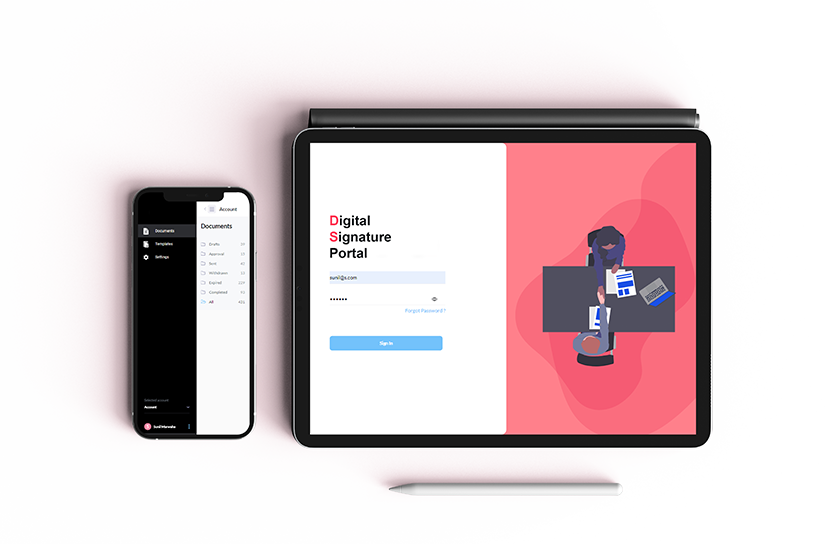 Account
Documents
Documents
Templates
Settings
Drafts
Approval
Sent
Withdrawn
Expired
Completed
All
Selected account
Account
S Sunil Marwaha
Digital
Signature
Portal
sunil@s.com
••••••
Forgot Password?
Sign In